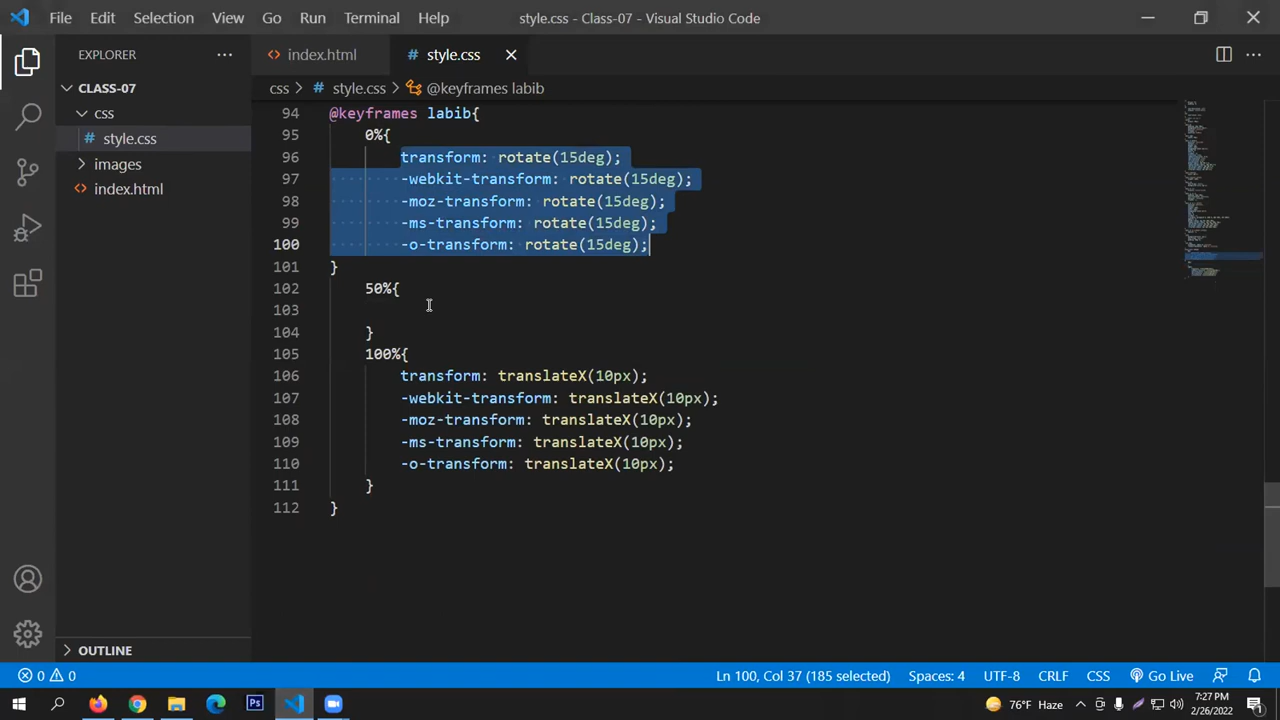 File Edit Selection View Go Run Terminal Help style.css - Class-07 - Visual Studio Code
EXPLORER
CLASS-07
css
# style.css
images
<> index.html
OUTLINE
<> index.html # style.css
css > # style.css > @keyframes labib
94 @keyframes labib{
95 0%{
96 transform: rotate(15deg);
97 -webkit-transform: rotate(15deg);
98 -moz-transform: rotate(15deg);
99 -ms-transform: rotate(15deg);
100 -o-transform: rotate(15deg);
101 }
102 50%{
103
104 }
105 100%{
106 transform: translateX(10px);
107 -webkit-transform: translateX(10px);
108 -moz-transform: translateX(10px);
109 -ms-transform: translateX(10px);
110 -o-transform: translateX(10px);
111 }
112 }
0 0 Ln 100, Col 37 (185 selected) Spaces: 4 UTF-8 CRLF CSS Go Live
Ps 76°F Haze 7:27 PM
2/26/2022